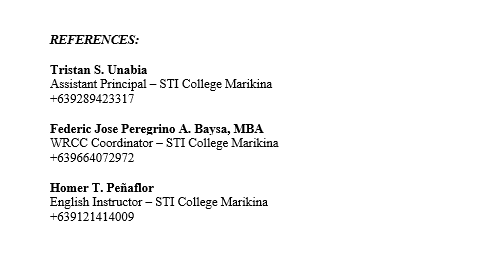 REFERENCES:
Tristan S. Unabia
Assistant Principal – STI College Marikina
+639289423317
Federic Jose Peregrino A. Baysa, MBA
WRCC Coordinator – STI College Marikina
+639664072972
Homer T. Peñaflor
English Instructor – STI College Marikina
+639121414009